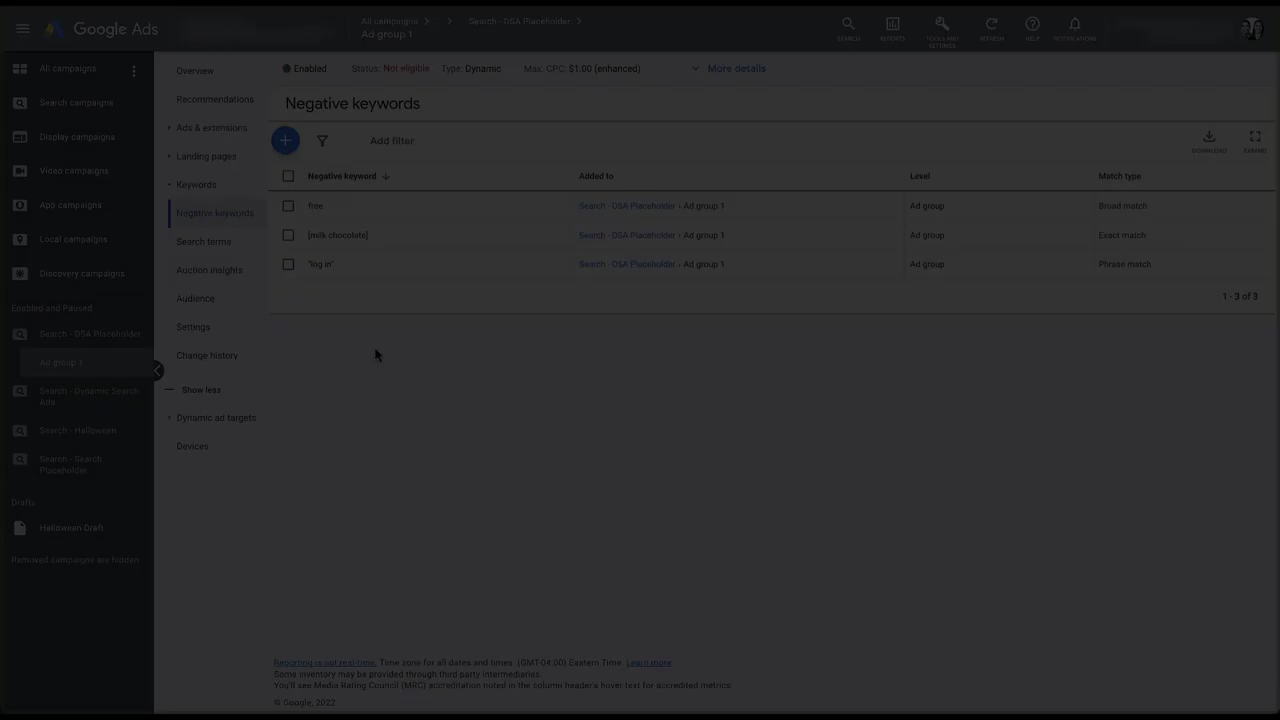 Google Ads
All campaigns
Search - DSA Placeholder
Ad group 1
SEARCH
REPORTS
TOOLS AND
SETTINGS
REFRESH
HELP
NOTIFICATIONS
All campaigns
Search campaigns
Display campaigns
Video campaigns
App campaigns
Local campaigns
Discovery campaigns
Enabled and Paused
Search - DSA Placeholder
Ad group 1
Search - Dynamic Search
Ads
Search - Halloween
Search - Search
Placeholder
Drafts
Halloween Draft
Removed campaigns are hidden
Overview
Recommendations
Ads & extensions
Landing pages
Keywords
Negative keywords
Search terms
Auction insights
Audience
Settings
Change history
Show less
Dynamic ad targets
Devices
Enabled Status: Not eligible Type: Dynamic Max. CPC: $1.00 (enhanced) More details
Negative keywords
Add filter
DOWNLOAD
EXPAND
Negative keyword Added to Level Match type
free Search - DSA Placeholder › Ad group 1 Ad group Broad match
[milk chocolate] Search - DSA Placeholder › Ad group 1 Ad group Exact match
"log in" Search - DSA Placeholder › Ad group 1 Ad group Phrase match
1 - 3 of 3
Reporting is not real-time. Time zone for all dates and times: (GMT-04:00) Eastern Time. Learn more
Some inventory may be provided through third party intermediaries.
You'll see Media Rating Council (MRC) accreditation noted in the column header's hover text for accredited metrics.
© Google, 2022